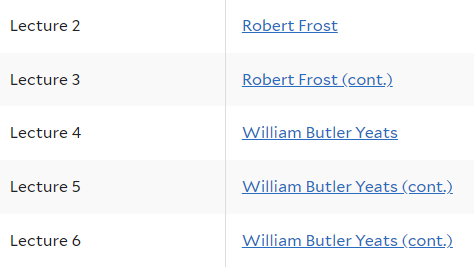 Lecture 2 Robert Frost
Lecture 3 Robert Frost (cont.)
Lecture 4 William Butler Yeats
Lecture 5 William Butler Yeats (cont.)
Lecture 6 William Butler Yeats (cont.)